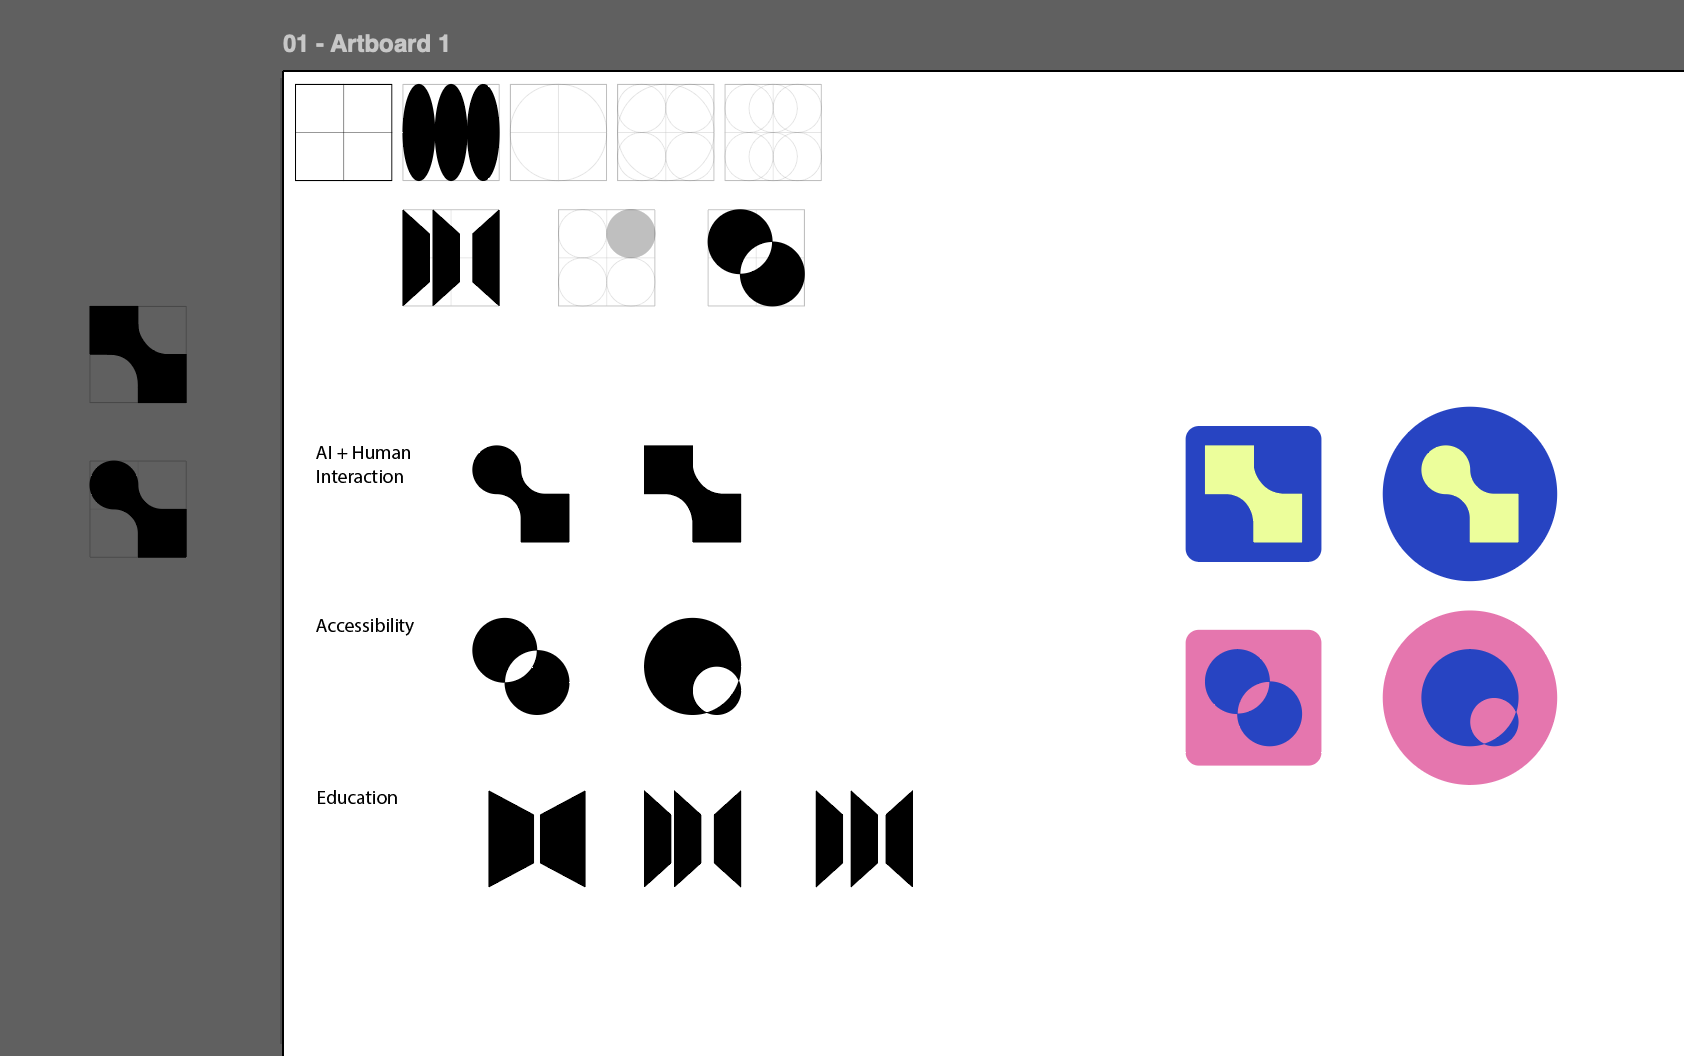 01 - Artboard 1
AI + Human
Interaction
Accessibility
Education